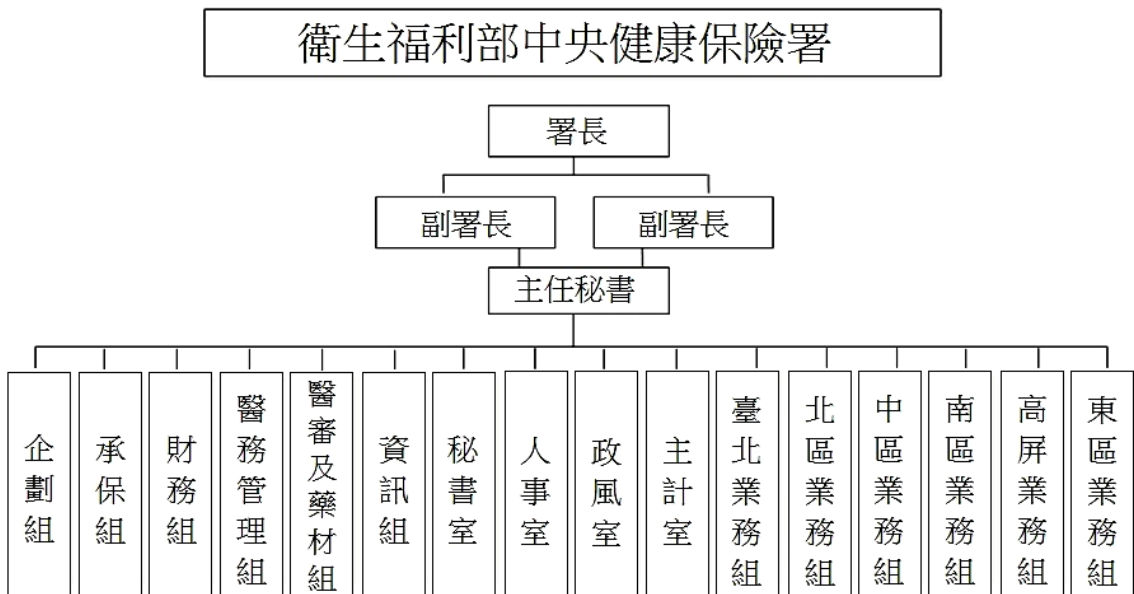 衛生福利部中央健康保險署
署長
副署長
副署長
主任秘書
企劃組
承保組
財務組
醫務管理組
醫審及藥材組
資訊組
秘書室
人事室
政風室
主計室
臺北業務組
北區業務組
中區業務組
南區業務組
高屏業務組
東區業務組